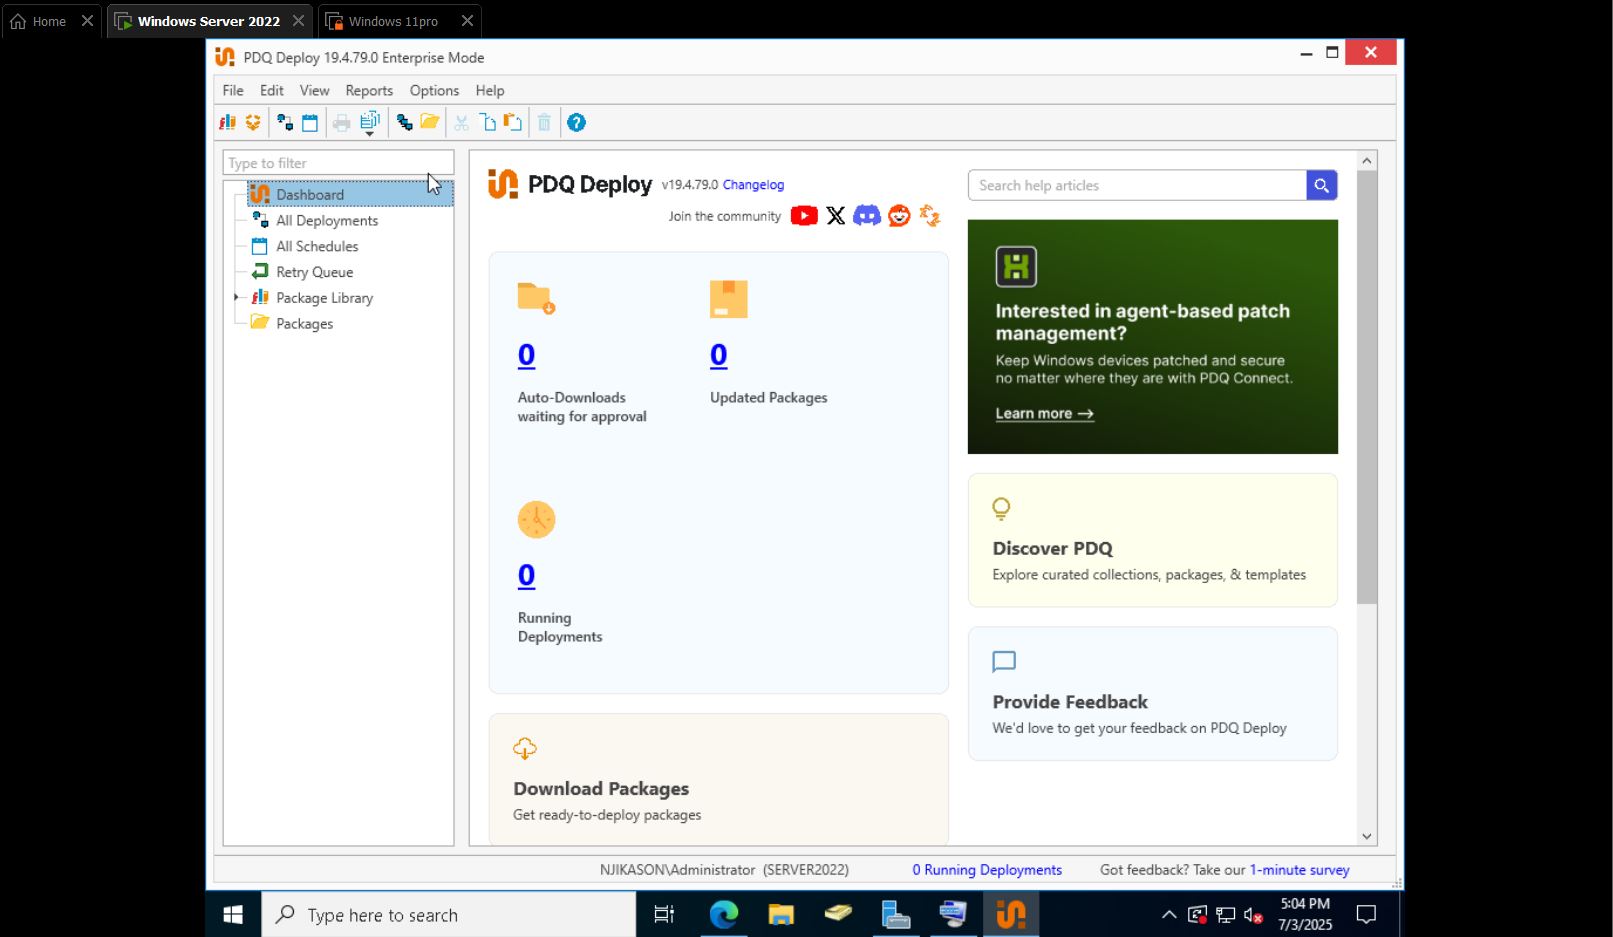 Home
Windows Server 2022
Windows 11pro
PDQ Deploy 19.4.79.0 Enterprise Mode
File Edit View Reports Options Help
Type to filter
Dashboard
All Deployments
All Schedules
Retry Queue
Package Library
Packages
PDQ Deploy v19.4.79.0 Changelog
Join the community
0
Auto-Downloads
waiting for approval
0
Updated Packages
0
Running
Deployments
Download Packages
Get ready-to-deploy packages
Search help articles
Interested in agent-based patch
management?
Keep Windows devices patched and secure
no matter where they are with PDQ Connect.
Learn more →
Discover PDQ
Explore curated collections, packages, & templates
Provide Feedback
We'd love to get your feedback on PDQ Deploy
NJIKASON\Administrator (SERVER2022)
0 Running Deployments
Got feedback? Take our 1-minute survey
Type here to search
5:04 PM
7/3/2025